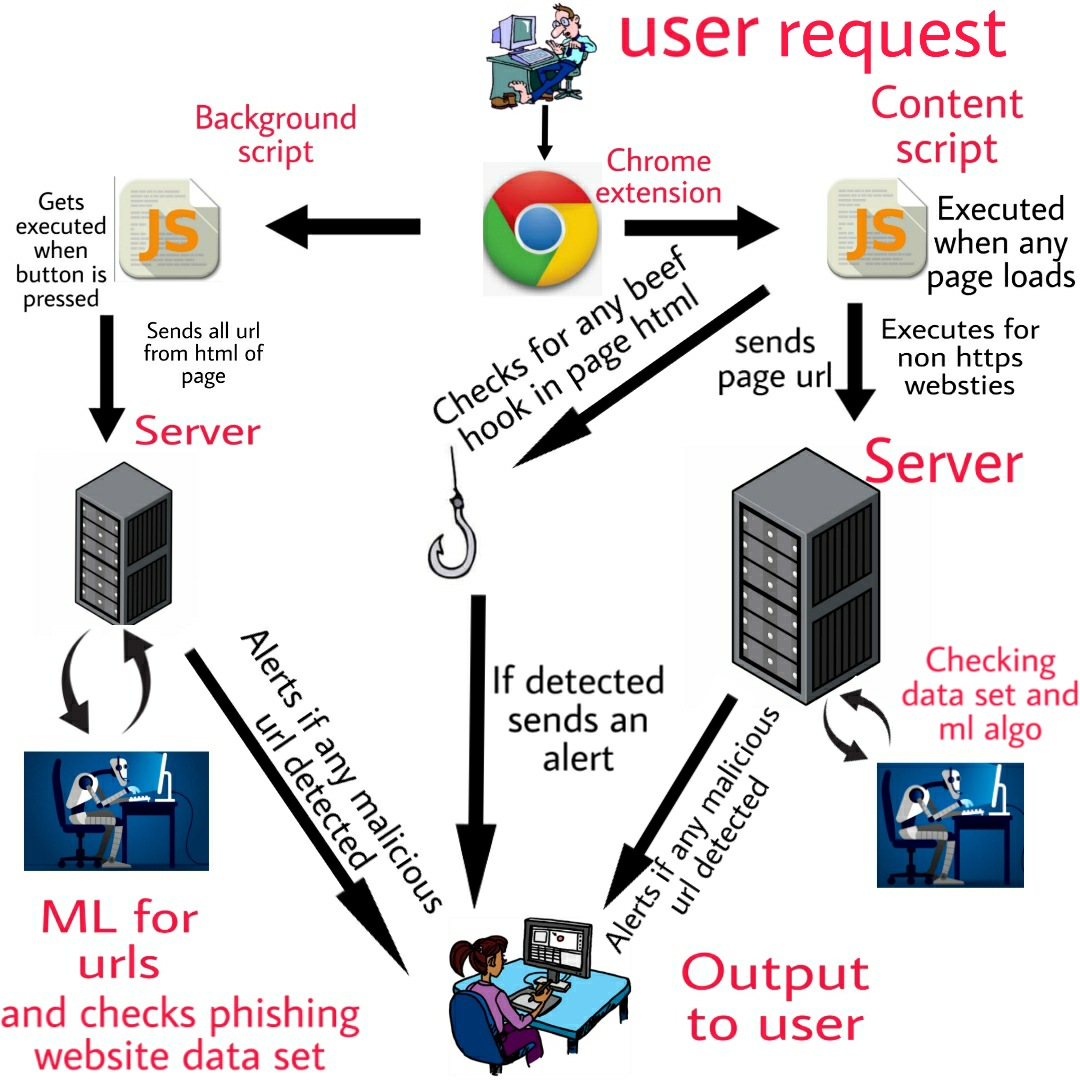 user request
Background
script
Content
script
Chrome
extension
Gets
executed
when
button is
pressed
JS
JS
Executed
when any
page loads
Sends all url
from html of
page
Checks for any beef
hook in page html
sends
page url
Executes for
non https
websties
Server
Server
Alerts if any malicious
url detected
If detected
sends an
alert
Alerts if any malicious
url detected
Checking
data set and
ml algo
ML for
urls
and checks phishing
website data set
Output
to user